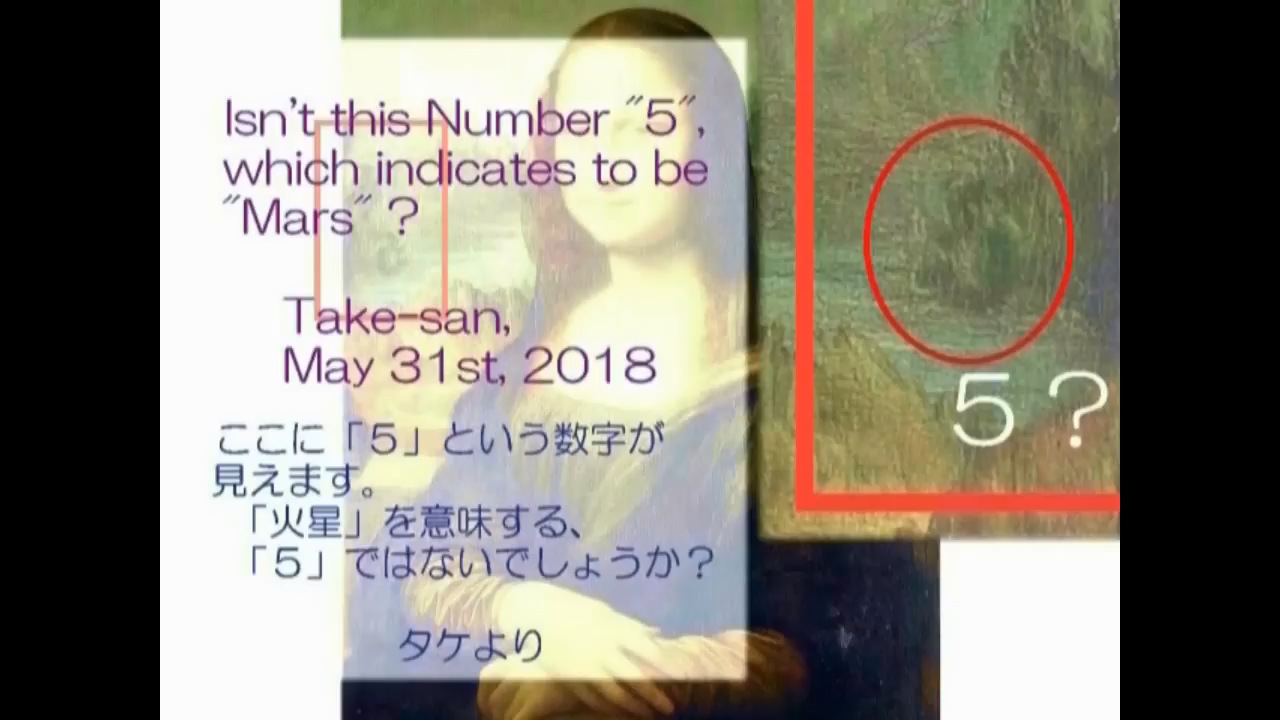 Isn't this Number "5",
which indicates to be
"Mars" ?
Take-san,
May 31st, 2018
ここに「５」という数字が
見えます。
「火星」を意味する、
「５」ではないでしょうか？
タケより
５？